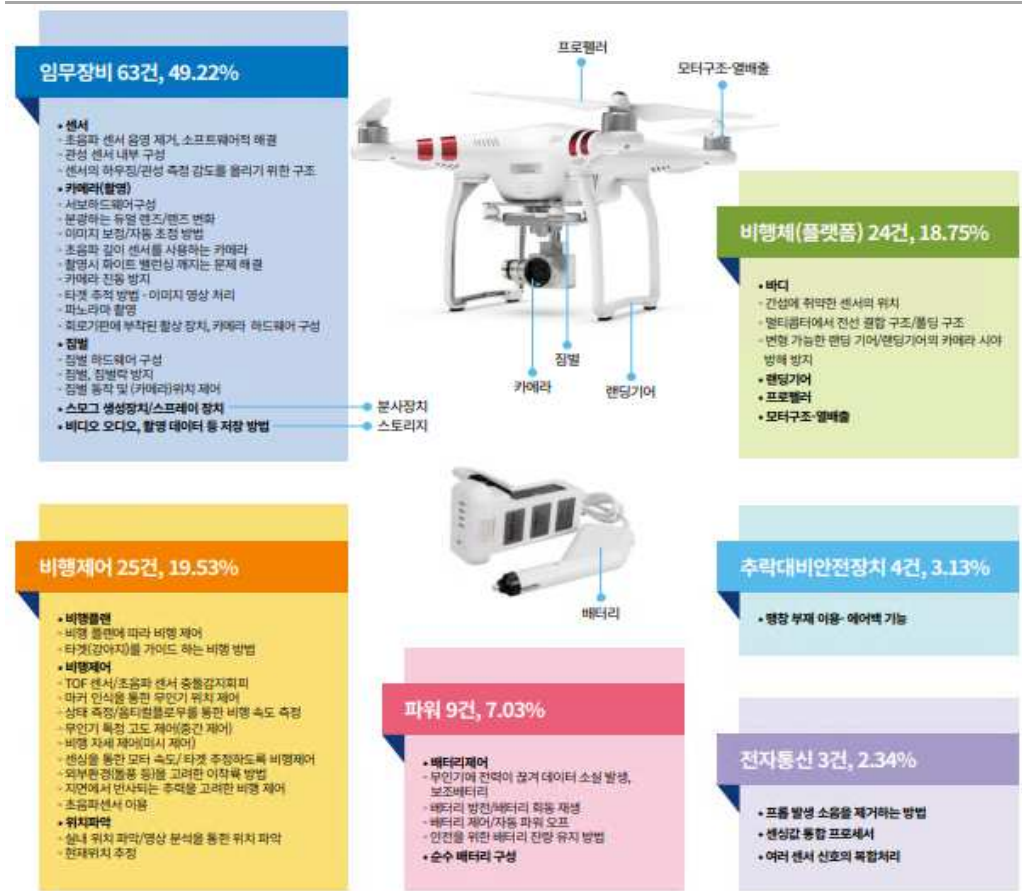 프로펠러
모터구조-열배출
임무장비 63건, 49.22%
• 센서
- 초음파 센서 음영 제거, 소프트웨어적 해결
- 관성 센서 내부 구성
- 센서의 하우징/관성 측정 감도를 올리기 위한 구조
• 카메라(촬영)
- 서보하드웨어구성
- 분광하는 듀얼 렌즈/렌즈 변화
- 이미지 보정/자동 초점 방법
- 초음파 깊이 센서를 사용하는 카메라
- 촬영시 화이트 밸런싱 깨지는 문제 해결
- 카메라 진동 방지
- 타겟 추적 방법 - 이미지 영상 처리
- 파노라마 촬영
- 회로기판에 부착된 촬상 장치, 카메라 하드웨어 구성
• 짐벌
- 짐벌 하드웨어 구성
- 짐벌, 짐벌락 방지
- 짐벌 동작 및 (카메라)위치 제어
• 스모그 생성장치/스프레이 장치
• 비디오 오디오, 촬영 데이터 등 저장 방법
분사장치
스토리지
짐벌
카메라
랜딩기어
비행체(플랫폼) 24건, 18.75%
• 바디
- 간섭에 취약한 센서의 위치
- 멀티콥터에서 전선 결합 구조/폴딩 구조
- 변형 가능한 랜딩 기어/랜딩기어의 카메라 시야
방해 방지
• 랜딩기어
• 프로펠러
• 모터구조-열배출
비행제어 25건, 19.53%
• 비행플랜
- 비행 플랜에 따라 비행 제어
- 타겟(강아지)를 가이드 하는 비행 방법
• 비행제어
- TOF 센서/초음파 센서 충돌감지회피
- 마커 인식을 통한 무인기 위치 제어
- 상태 측정/옵티컬플로우를 통한 비행 속도 측정
- 무인기 특정 고도 제어(중간 제어)
- 비행 자세 제어(미시 제어)
- 센싱을 통한 모터 속도/ 타겟 추정하도록 비행제어
- 외부환경(돌풍 등)을 고려한 이착륙 방법
- 지면에서 반사되는 추력을 고려한 비행 제어
- 초음파센서 이용
• 위치파악
- 실내 위치 파악/영상 분석을 통한 위치 파악
- 현재위치 추정
배터리
파워 9건, 7.03%
• 배터리제어
- 무인기에 전력이 끊겨 데이터 소실 발생,
보조배터리
- 배터리 방전/배터리 회동 재생
- 배터리 제어/자동 파워 오프
- 안전을 위한 배터리 잔량 유지 방법
• 순수 배터리 구성
추락대비안전장치 4건, 3.13%
• 팽창 부재 이용- 에어백 기능
전자통신 3건, 2.34%
• 프롭 발생 소음을 제거하는 방법
• 센싱값 통합 프로세서
• 여러 센서 신호의 복합처리